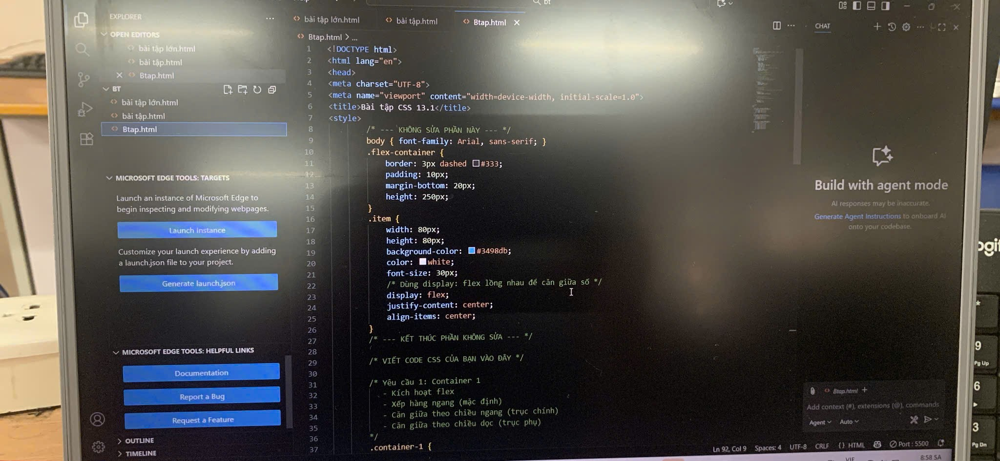 EXPLORER
OPEN EDITORS
bài tập lớn.html
bài tập.html
Btap.html
BT
bài tập lớn.html
bài tập.html
Btap.html
MICROSOFT EDGE TOOLS: TARGETS
Launch an instance of Microsoft Edge to
begin inspecting and modifying webpages.
Launch Instance
Customize your launch experience by adding
a launch.json file to your project.
Generate launch.json
MICROSOFT EDGE TOOLS: HELPFUL LINKS
Documentation
Report a Bug
Request a Feature
OUTLINE
TIMELINE
bt
bài tập lớn.html
bài tập.html
Btap.html
Btap.html > ...
1 <!DOCTYPE html>
2 <html lang="en">
3 <head>
4 <meta charset="UTF-8">
5 <meta name="viewport" content="width=device-width, initial-scale=1.0">
6 <title>Bài tập CSS 13.1</title>
7 <style>
8 /* --- KHÔNG SỬA PHẦN NÀY --- */
9 body { font-family: Arial, sans-serif; }
10 .flex-container {
11 border: 3px dashed #333;
12 padding: 10px;
13 margin-bottom: 20px;
14 height: 250px;
15 }
16 .item {
17 width: 80px;
18 height: 80px;
19 background-color: #3498db;
20 color: white;
21 font-size: 30px;
22 /* Dùng display: flex lồng nhau để căn giữa số */
23 display: flex;
24 justify-content: center;
25 align-items: center;
26 }
27 /* --- KẾT THÚC PHẦN KHÔNG SỬA --- */
28
29 /* VIẾT CODE CSS CỦA BẠN VÀO ĐÂY */
30
31 /* Yêu cầu 1: Container 1
32 - Kích hoạt flex
33 - Xếp hàng ngang (mặc định)
34 - Căn giữa theo chiều ngang (trục chính)
35 - Căn giữa theo chiều dọc (trục phụ)
36 */
37 .container-1 {
CHAT
Build with agent mode
AI responses may be inaccurate.
Generate Agent Instructions to onboard AI
onto your codebase.
Btap.html
Add context (#), extensions (@), commands
Agent
Auto
Ln 92, Col 9
Spaces: 4
UTF-8
CRLF
{} HTML
Port : 5500
VIE
8:58 SA
*
9
Pg Up
6
3
Pg Dn